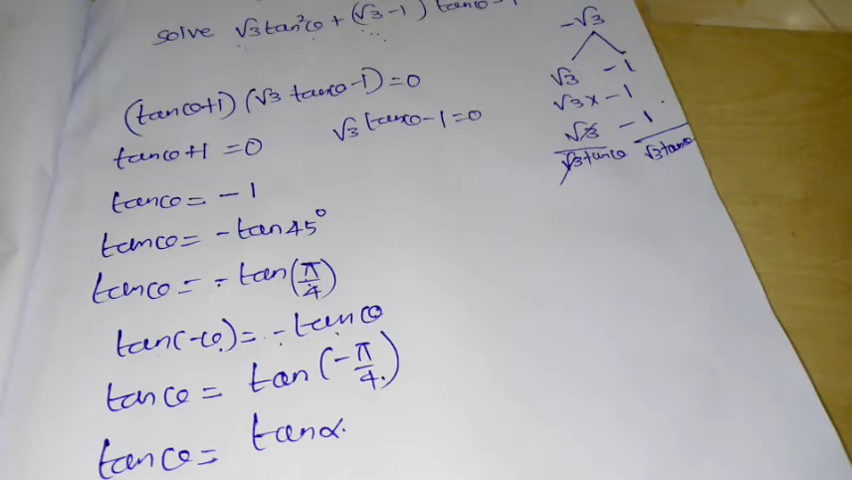 solve √3tan²θ + (√3-1) tanθ-1
-√3
√3 -1
√3x -1
√3 -1
√3tanθ √3tanθ
(tanθ+1) (√3 tanθ-1)=0
tanθ+1 =0 √3 tanθ-1=0
tanθ= -1
tanθ= -tan45°
tanθ= -tan(π/4)
tan(-θ)= -tanθ
tanθ= tan(-π/4)
tanθ= tanα.